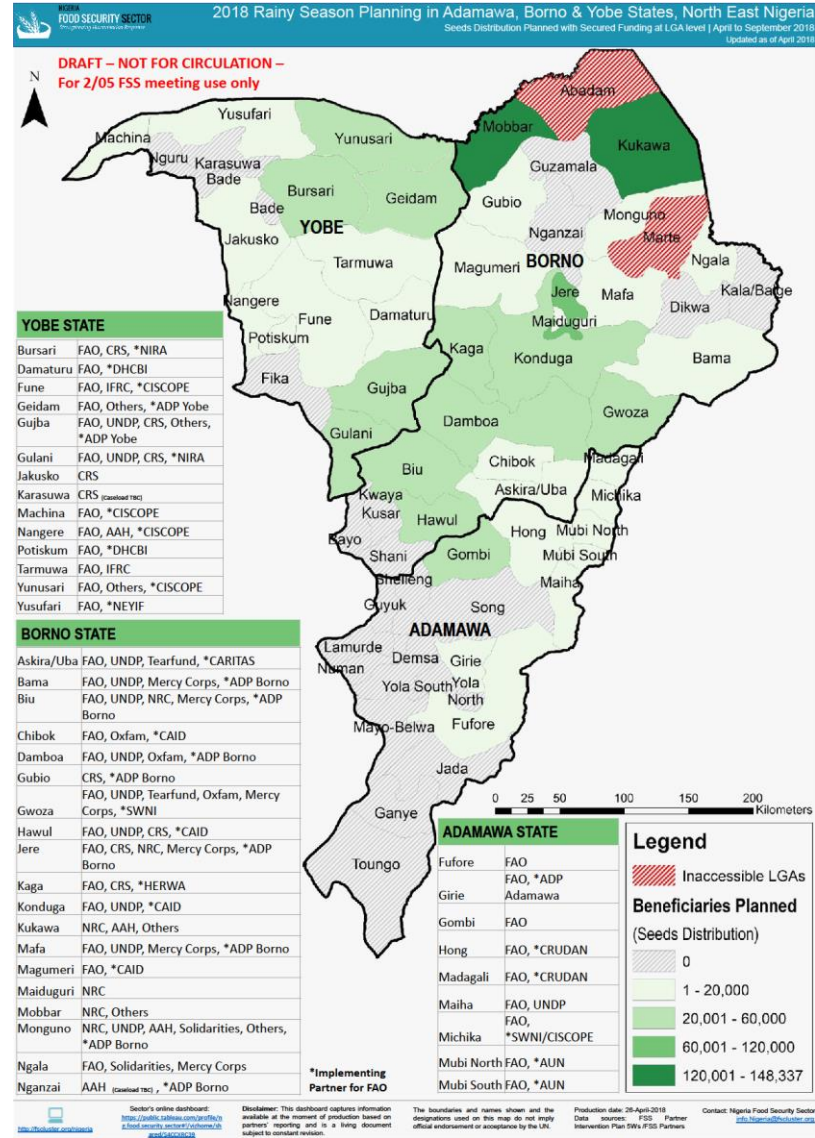 NIGERIA
FOOD SECURITY SECTOR
2018 Rainy Season Planning in Adamawa, Borno & Yobe States, North East Nigeria
Seeds Distribution Planned with Secured Funding at LGA level | April to September 2018
Updated as of April 2018
DRAFT – NOT FOR CIRCULATION –
For 2/05 FSS meeting use only
N
Abadam
Yusufari
Mobbar
Machina
Yunusari
Kukawa
Nguru
Karasuwa
Guzamala
Bade
Bursari
Geidam
Gubio
Bade
Monguno
YOBE
Nganzai
Marte
Jakusko
BORNO
Ngala
Tarmuwa
Magumeri
Jere
Mafa
Kala/Balge
Nangere
Dikwa
Fune
Damaturu
Maiduguri
Potiskum
Kaga
Konduga
Bama
Fika
Gujba
Gwoza
Damboa
Gulani
Biu
Chibok
Madagali
Kwaya
Kusar
Askira/Uba
Michika
Hawul
Hong
Mubi North
Bayo
Shani
Gombi
Mubi South
Shelleng
Maiha
Guyuk
Song
ADAMAWA
Lamurde
Demsa
Girie
Numan
Yola South
Yola
North
Mayo-Belwa
Fufore
Jada
Ganye
Toungo
YOBE STATE
Bursari FAO, CRS, *NIRA
Damaturu FAO, *DHCBI
Fune FAO, IFRC, *CISCOPE
Geidam FAO, Others, *ADP Yobe
Gujba FAO, UNDP, CRS, Others,
*ADP Yobe
Gulani FAO, UNDP, CRS, *NIRA
Jakusko CRS
Karasuwa CRS (Caseload TBC)
Machina FAO, *CISCOPE
Nangere FAO, AAH, *CISCOPE
Potiskum FAO, *DHCBI
Tarmuwa FAO, IFRC
Yunusari FAO, Others, *CISCOPE
Yusufari FAO, *NEYIF
BORNO STATE
Askira/Uba FAO, UNDP, Tearfund, *CARITAS
Bama FAO, UNDP, Mercy Corps, *ADP Borno
Biu FAO, UNDP, NRC, Mercy Corps, *ADP
Borno
Chibok FAO, Oxfam, *CAID
Damboa FAO, UNDP, Oxfam, *ADP Borno
Gubio CRS, *ADP Borno
Gwoza FAO, UNDP, Tearfund, Oxfam, Mercy
Corps, *SWNI
Hawul FAO, UNDP, CRS, *CAID
Jere FAO, CRS, NRC, Mercy Corps, *ADP
Borno
Kaga FAO, CRS, *HERWA
Konduga FAO, UNDP, *CAID
Kukawa NRC, AAH, Others
Mafa FAO, UNDP, Mercy Corps, *ADP Borno
Magumeri FAO, *CAID
Maiduguri NRC
Mobbar NRC, Others
Monguno NRC, UNDP, AAH, Solidarities, Others,
*ADP Borno
Ngala FAO, Solidarities, Mercy Corps
Nganzai AAH (Caseload TBC) , *ADP Borno
*Implementing
Partner for FAO
0 25 50 100 150 200
Kilometers
ADAMAWA STATE
Fufore FAO
Girie FAO, *ADP
Adamawa
Gombi FAO
Hong FAO, *CRUDAN
Madagali FAO, *CRUDAN
Maiha FAO, UNDP
Michika FAO,
*SWNI/CISCOPE
Mubi North FAO, *AUN
Mubi South FAO, *AUN
Legend
Inaccessible LGAs
Beneficiaries Planned
(Seeds Distribution)
0
1 - 20,000
20,001 - 60,000
60,001 - 120,000
120,001 - 148,337
http://fscluster.org/nigeria
Sector's online dashboard:
Disclaimer: This dashboard captures information
available at the moment of production based on
partners' reporting and is a living document
subject to constant revision.
The boundaries and names shown and the
designations used on this map do not imply
official endorsement or acceptance by the UN.
Production date: 26-April-2018
Data sources: FSS Partner
Intervention Plan 5Ws /FSS Partners
Contact: Nigeria Food Security Sector
info.Nigeria@fscluster.org